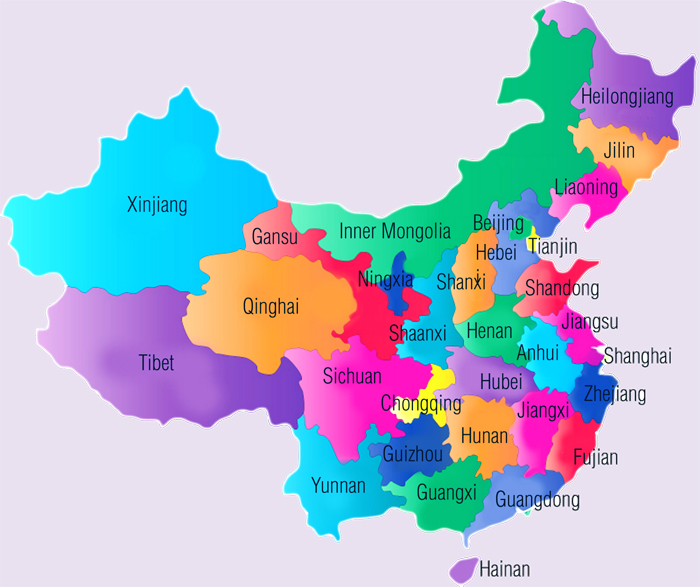 Heilongjiang
Jilin
Liaoning
Xinjiang
Inner Mongolia
Beijing
Gansu
Hebei
Tianjin
Ningxia
Shanxi
Shandong
Qinghai
Jiangsu
Shaanxi
Henan
Anhui
Shanghai
Tibet
Sichuan
Hubei
Zhejiang
Chongqing
Jiangxi
Hunan
Guizhou
Fujian
Yunnan
Guangxi
Guangdong
Hainan